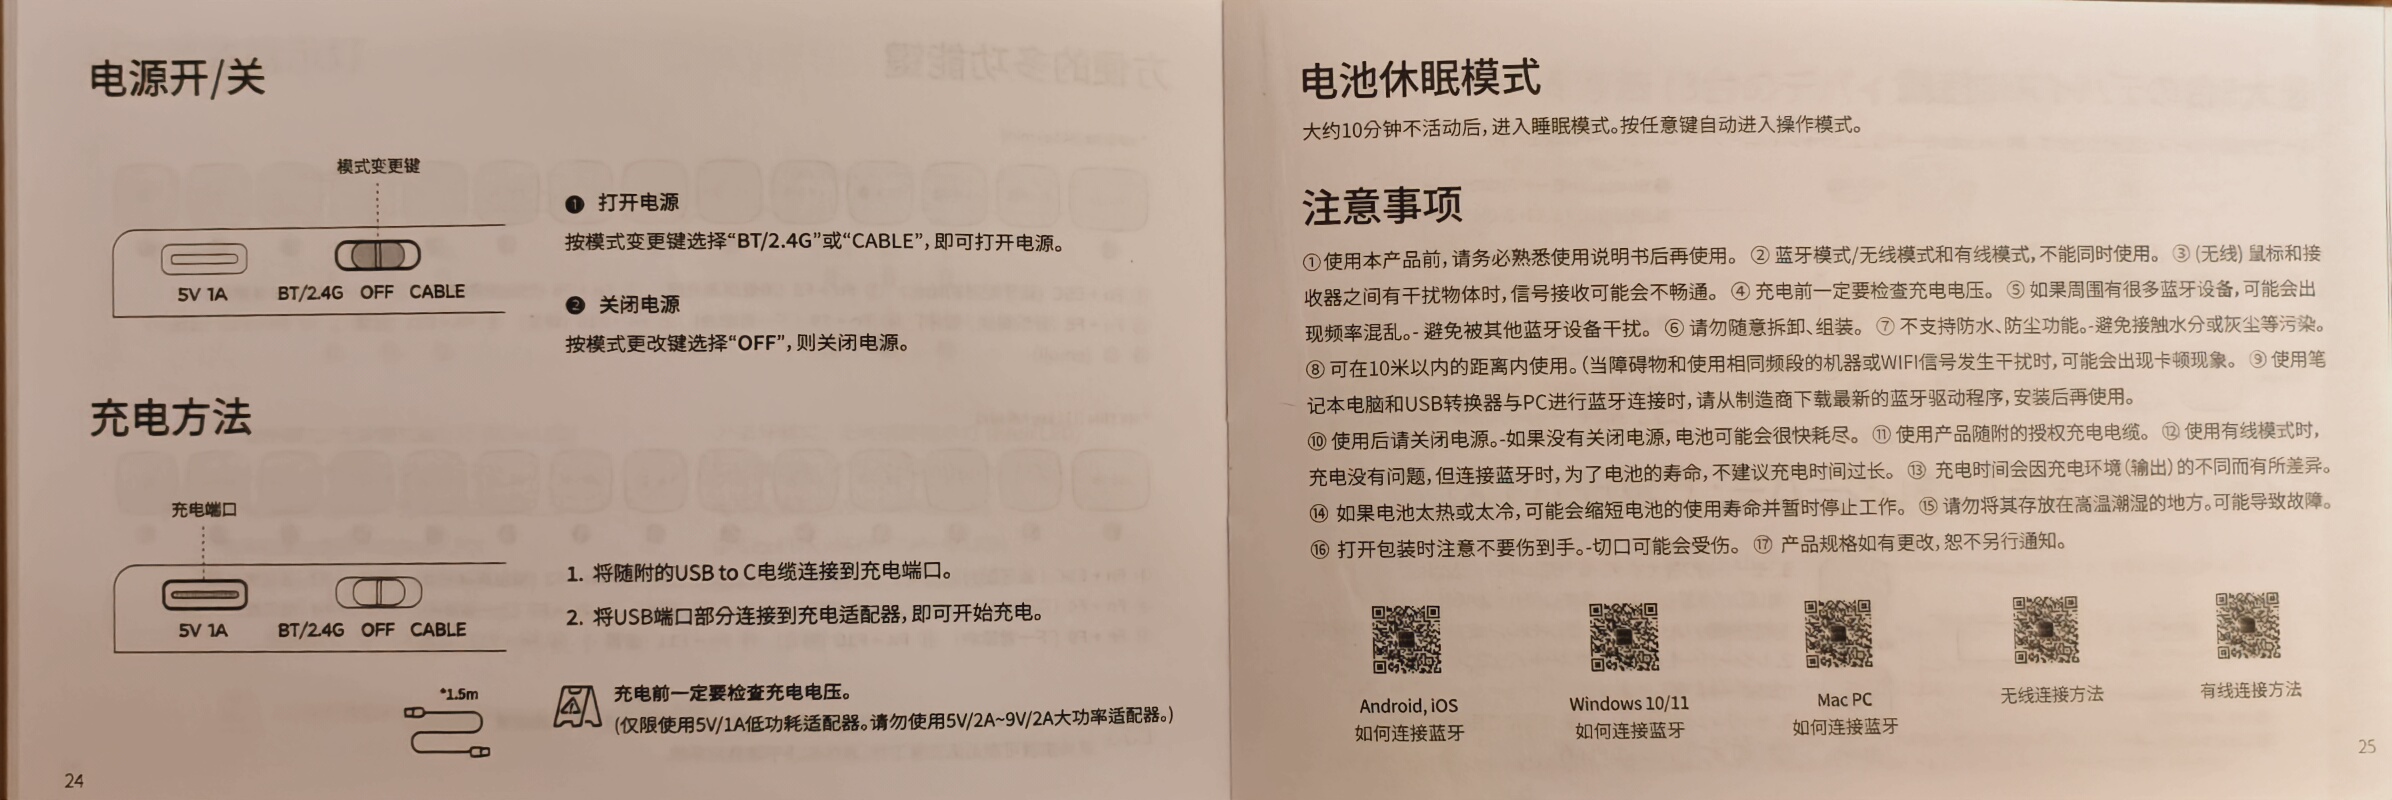 电源开/关
模式变更键
5V 1A BT/2.4G OFF CABLE
❶ 打开电源
按模式变更键选择“BT/2.4G”或“CABLE”,即可打开电源。
❷ 关闭电源
按模式更改键选择“OFF”,则关闭电源。
充电方法
充电端口
5V 1A BT/2.4G OFF CABLE
1. 将随附的USB to C电缆连接到充电端口。
2. 将USB端口部分连接到充电适配器,即可开始充电。
*1.5m
充电前一定要检查充电电压。
(仅限使用5V/1A低功耗适配器。请勿使用5V/2A~9V/2A大功率适配器。)
24
电池休眠模式
大约10分钟不活动后,进入睡眠模式。按任意键自动进入操作模式。
注意事项
①使用本产品前,请务必熟悉使用说明书后再使用。 ② 蓝牙模式/无线模式和有线模式,不能同时使用。 ③ (无线) 鼠标和接
收器之间有干扰物体时,信号接收可能会不畅通。 ④ 充电前一定要检查充电电压。 ⑤ 如果周围有很多蓝牙设备,可能会出
现频率混乱。- 避免被其他蓝牙设备干扰。 ⑥ 请勿随意拆卸、组装。 ⑦ 不支持防水、防尘功能。-避免接触水分或灰尘等污染。
⑧ 可在10米以内的距离内使用。(当障碍物和使用相同频段的机器或WIFI信号发生干扰时,可能会出现卡顿现象。 ⑨ 使用笔
记本电脑和USB转换器与PC进行蓝牙连接时,请从制造商下载最新的蓝牙驱动程序,安装后再使用。
⑩ 使用后请关闭电源。-如果没有关闭电源,电池可能会很快耗尽。 ⑪ 使用产品随附的授权充电电缆。 ⑫ 使用有线模式时,
充电没有问题,但连接蓝牙时,为了电池的寿命,不建议充电时间过长。 ⑬ 充电时间会因充电环境(输出)的不同而有所差异。
⑭ 如果电池太热或太冷,可能会缩短电池的使用寿命并暂时停止工作。 ⑮ 请勿将其存放在高温潮湿的地方。可能导致故障。
⑯ 打开包装时注意不要伤到手。-切口可能会受伤。 ⑰ 产品规格如有更改,恕不另行通知。
Android, iOS
如何连接蓝牙
Windows 10/11
如何连接蓝牙
Mac PC
如何连接蓝牙
无线连接方法
有线连接方法
25